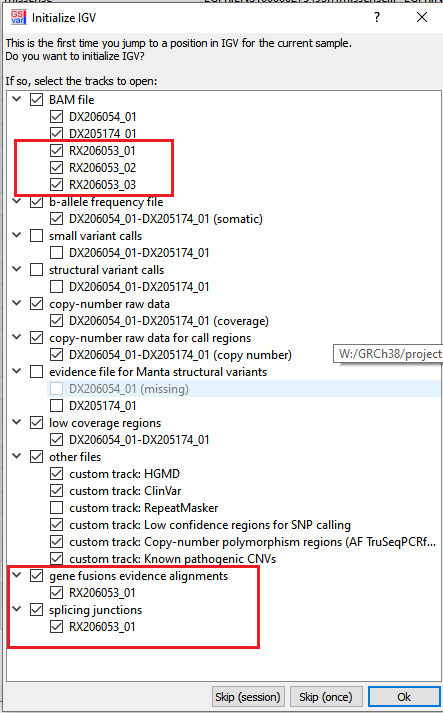 GS
var
Initialize IGV
?
This is the first time you jump to a position in IGV for the current sample.
Do you want to initialize IGV?
If so, select the tracks to open:
BAM file
DX206054_01
DX205174_01
RX206053_01
RX206053_02
RX206053_03
b-allele frequency file
DX206054_01-DX205174_01 (somatic)
small variant calls
DX206054_01-DX205174_01
structural variant calls
DX206054_01-DX205174_01
copy-number raw data
DX206054_01-DX205174_01 (coverage)
copy-number raw data for call regions
DX206054_01-DX205174_01 (copy number)
W:/GRCh38/project
evidence file for Manta structural variants
DX206054_01 (missing)
DX205174_01
low coverage regions
DX206054_01-DX205174_01
other files
custom track: HGMD
custom track: ClinVar
custom track: RepeatMasker
custom track: Low confidence regions for SNP calling
custom track: Copy-number polymorphism regions (AF TruSeqPCRf...
custom track: Known pathogenic CNVs
gene fusions evidence alignments
RX206053_01
splicing junctions
RX206053_01
Skip (session) Skip (once) Ok